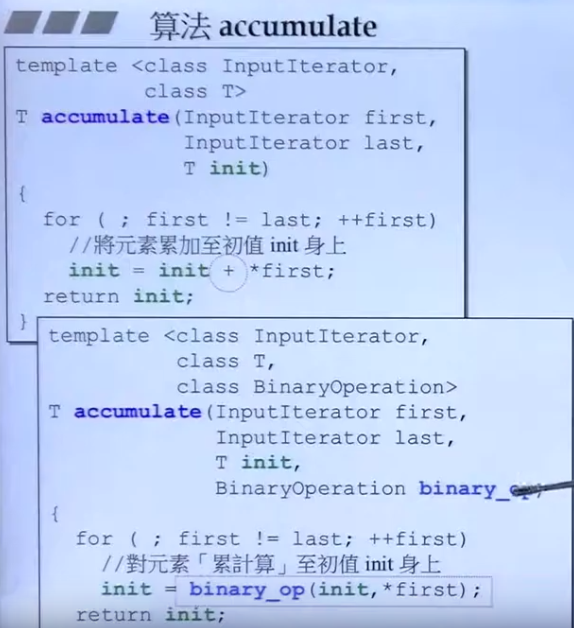 算法 accumulate
template <class InputIterator,
class T>
T accumulate(InputIterator first,
InputIterator last,
T init)
{
for ( ; first != last; ++first)
//將元素累加至初值 init 身上
init = init + *first;
return init;
}
template <class InputIterator,
class T,
class BinaryOperation>
T accumulate(InputIterator first,
InputIterator last,
T init,
BinaryOperation binary_op)
{
for ( ; first != last; ++first)
//對元素「累計算」至初值 init 身上
init = binary_op(init,*first);
return init;